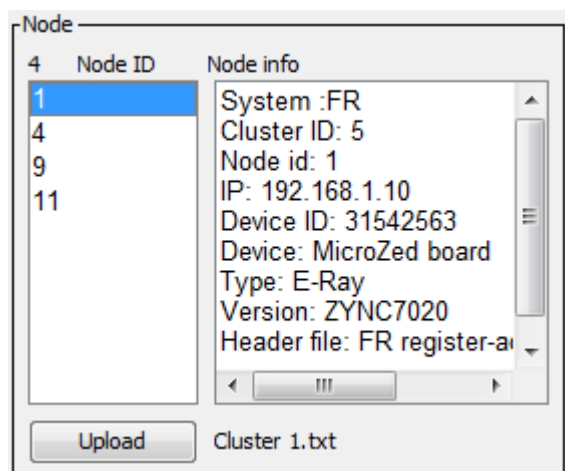 Node
4 Node ID Node info
1
4
9
11
System :FR
Cluster ID: 5
Node id: 1
IP: 192.168.1.10
Device ID: 31542563
Device: MicroZed board
Type: E-Ray
Version: ZYNC7020
Header file: FR register-a
Upload Cluster 1.txt